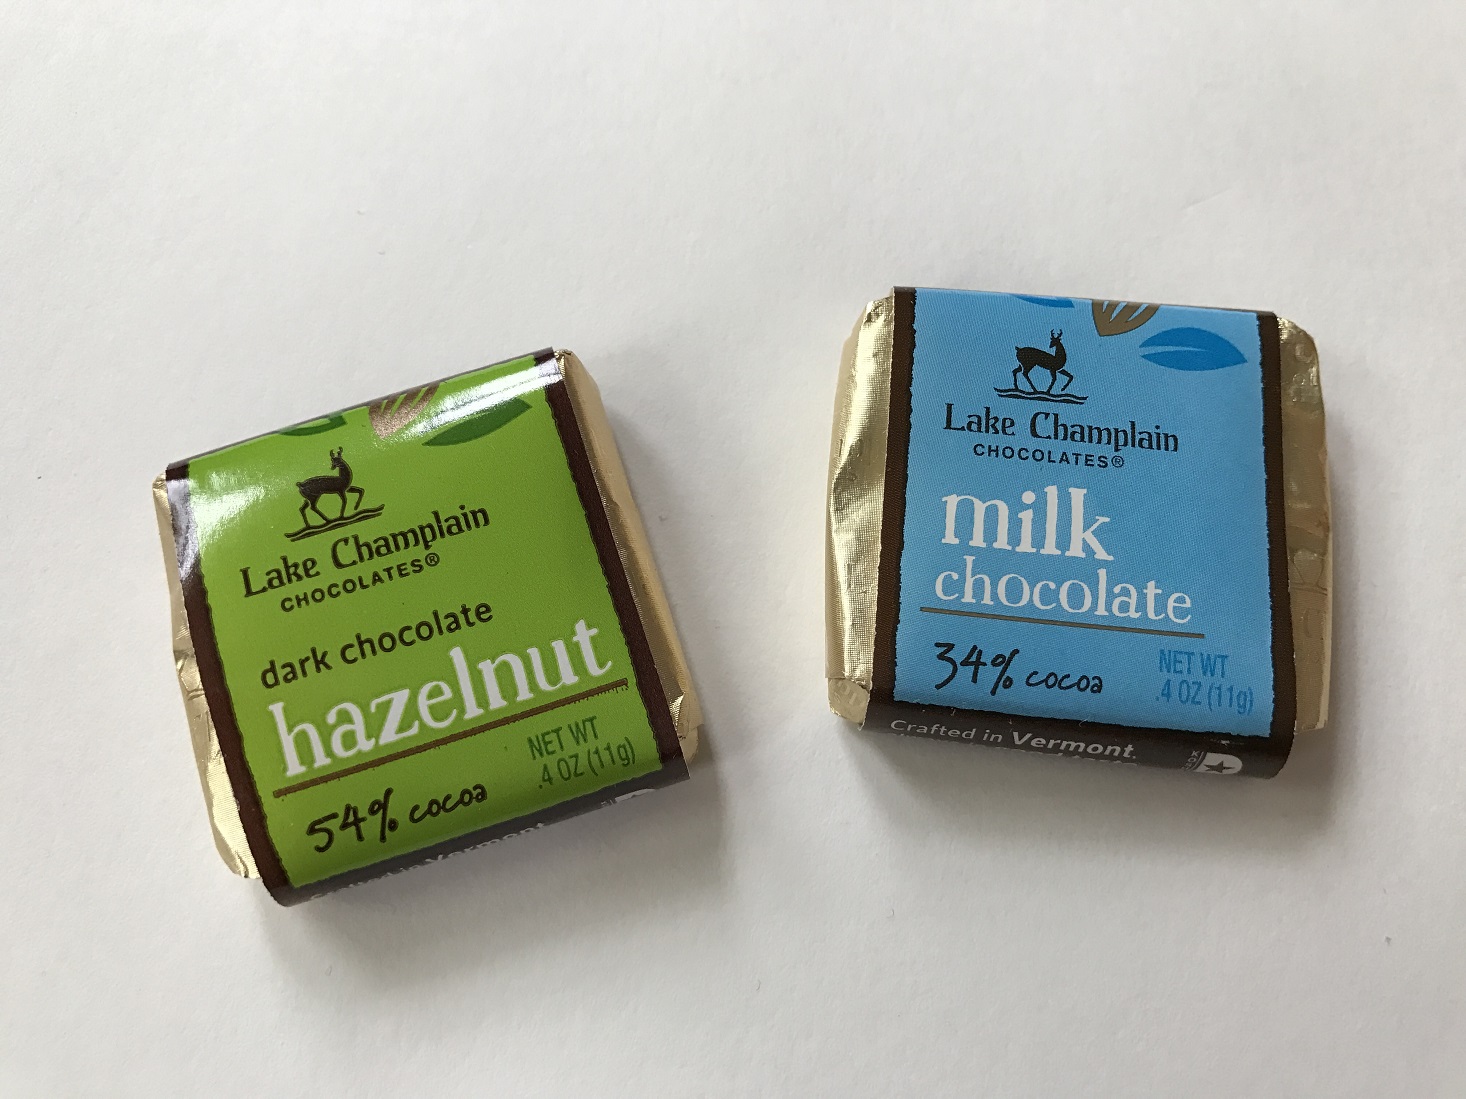 Lake Champlain
CHOCOLATES®
dark chocolate
hazelnut
54% cocoa
NET WT
.4 OZ (11g)
Lake Champlain
CHOCOLATES®
milk
chocolate
34% cocoa
NET WT
.4 OZ (11g)
Crafted in Vermont.